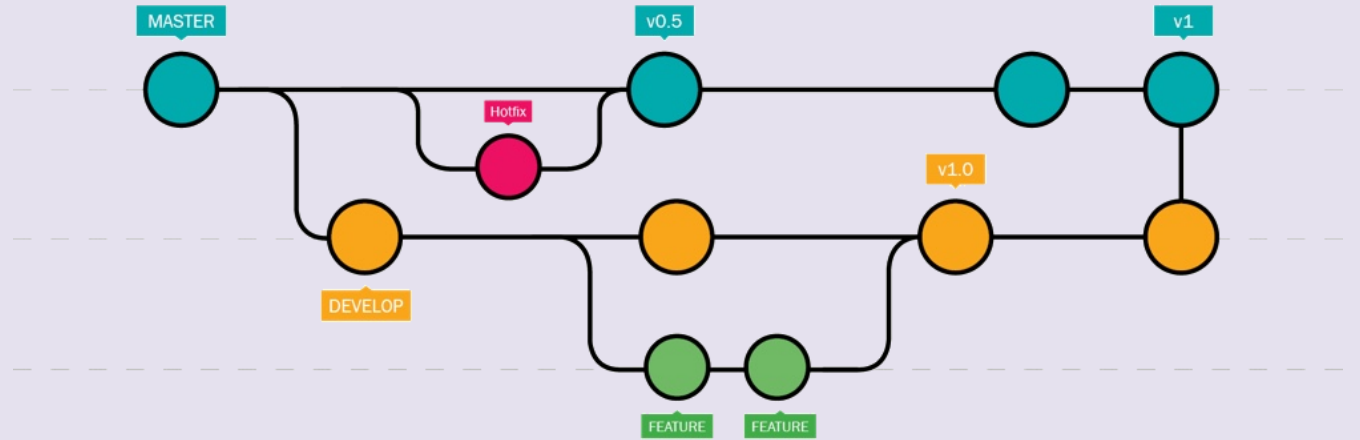 MASTER
v0.5
v1
Hotfix
v1.0
DEVELOP
FEATURE
FEATURE